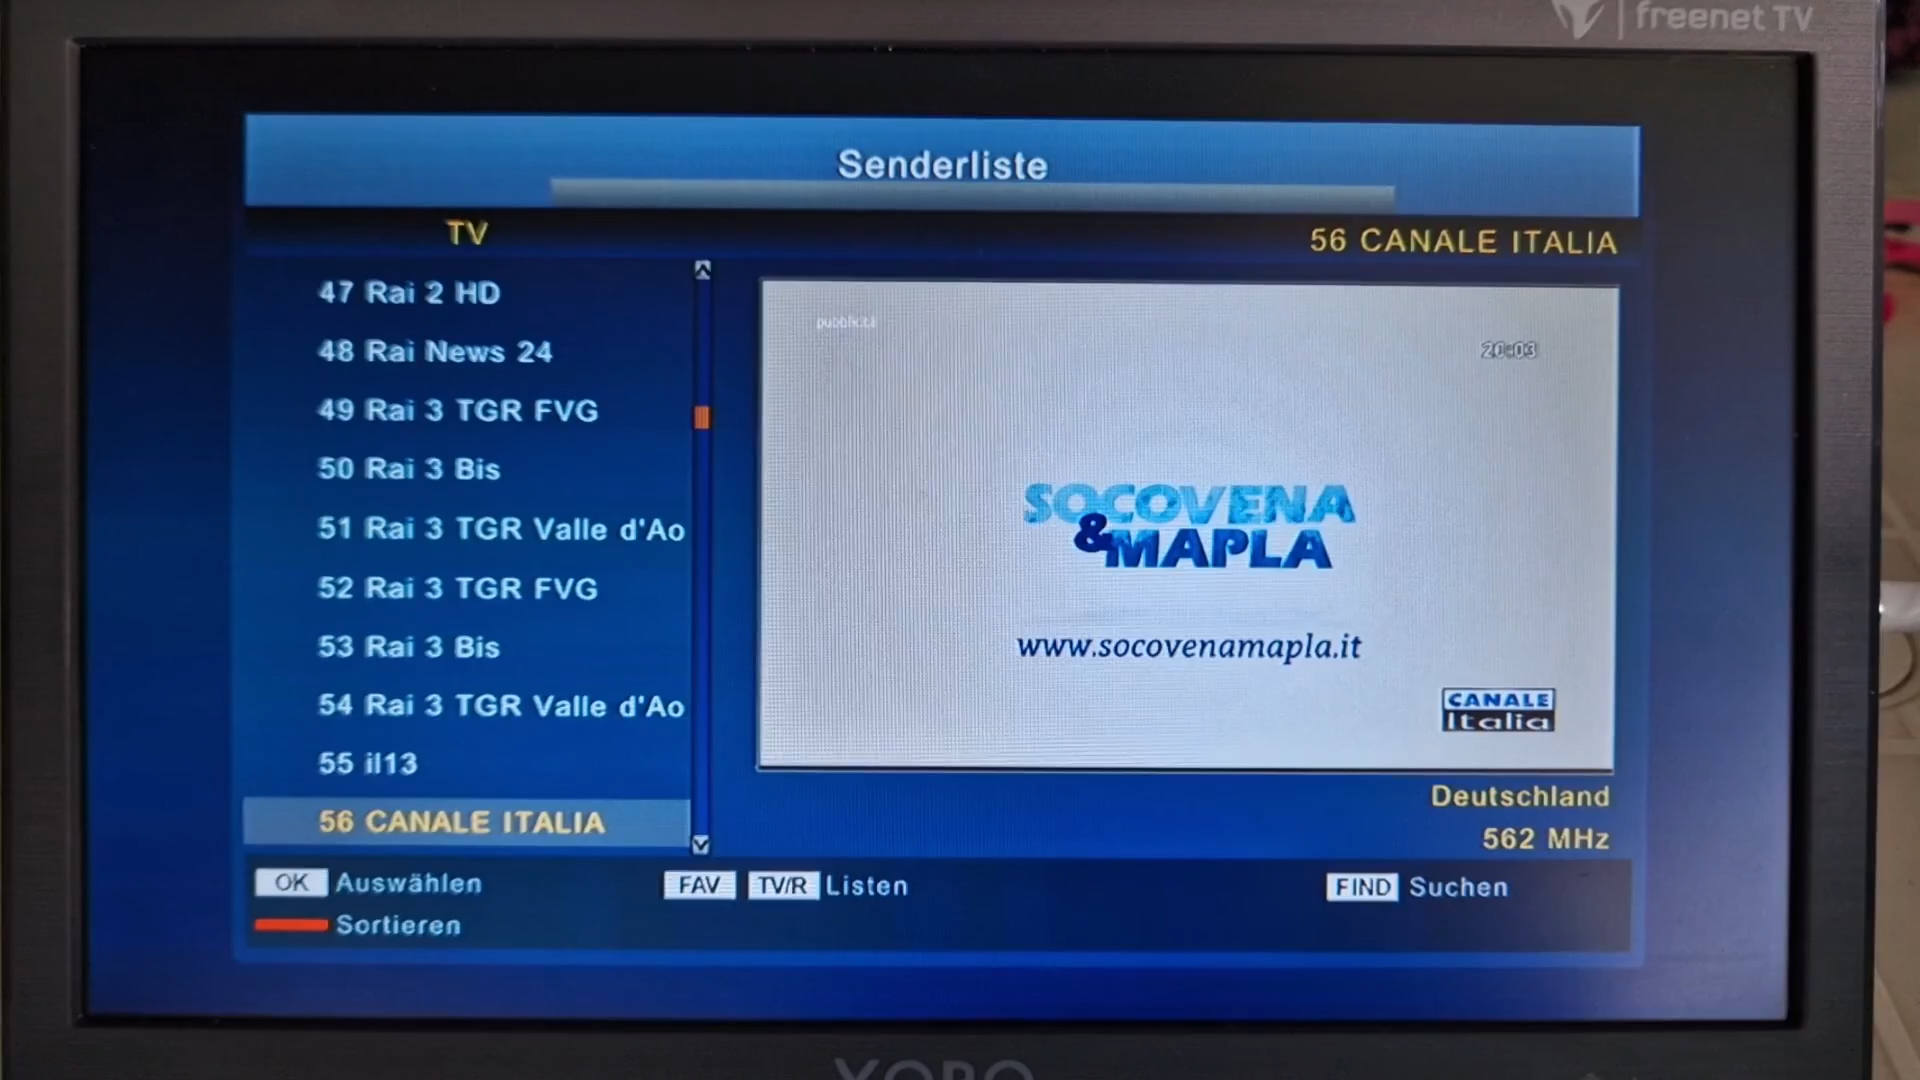 freenet TV
Senderliste
TV
56 CANALE ITALIA
47 Rai 2 HD
48 Rai News 24
49 Rai 3 TGR FVG
50 Rai 3 Bis
51 Rai 3 TGR Valle d'Ao
52 Rai 3 TGR FVG
53 Rai 3 Bis
54 Rai 3 TGR Valle d'Ao
55 il13
56 CANALE ITALIA
pubblicità
20:03
SOCOVENA
&MAPLA
www.socovenamapla.it
CANALE
Italia
Deutschland
562 MHz
OK Auswählen
FAV TV/R Listen
FIND Suchen
Sortieren